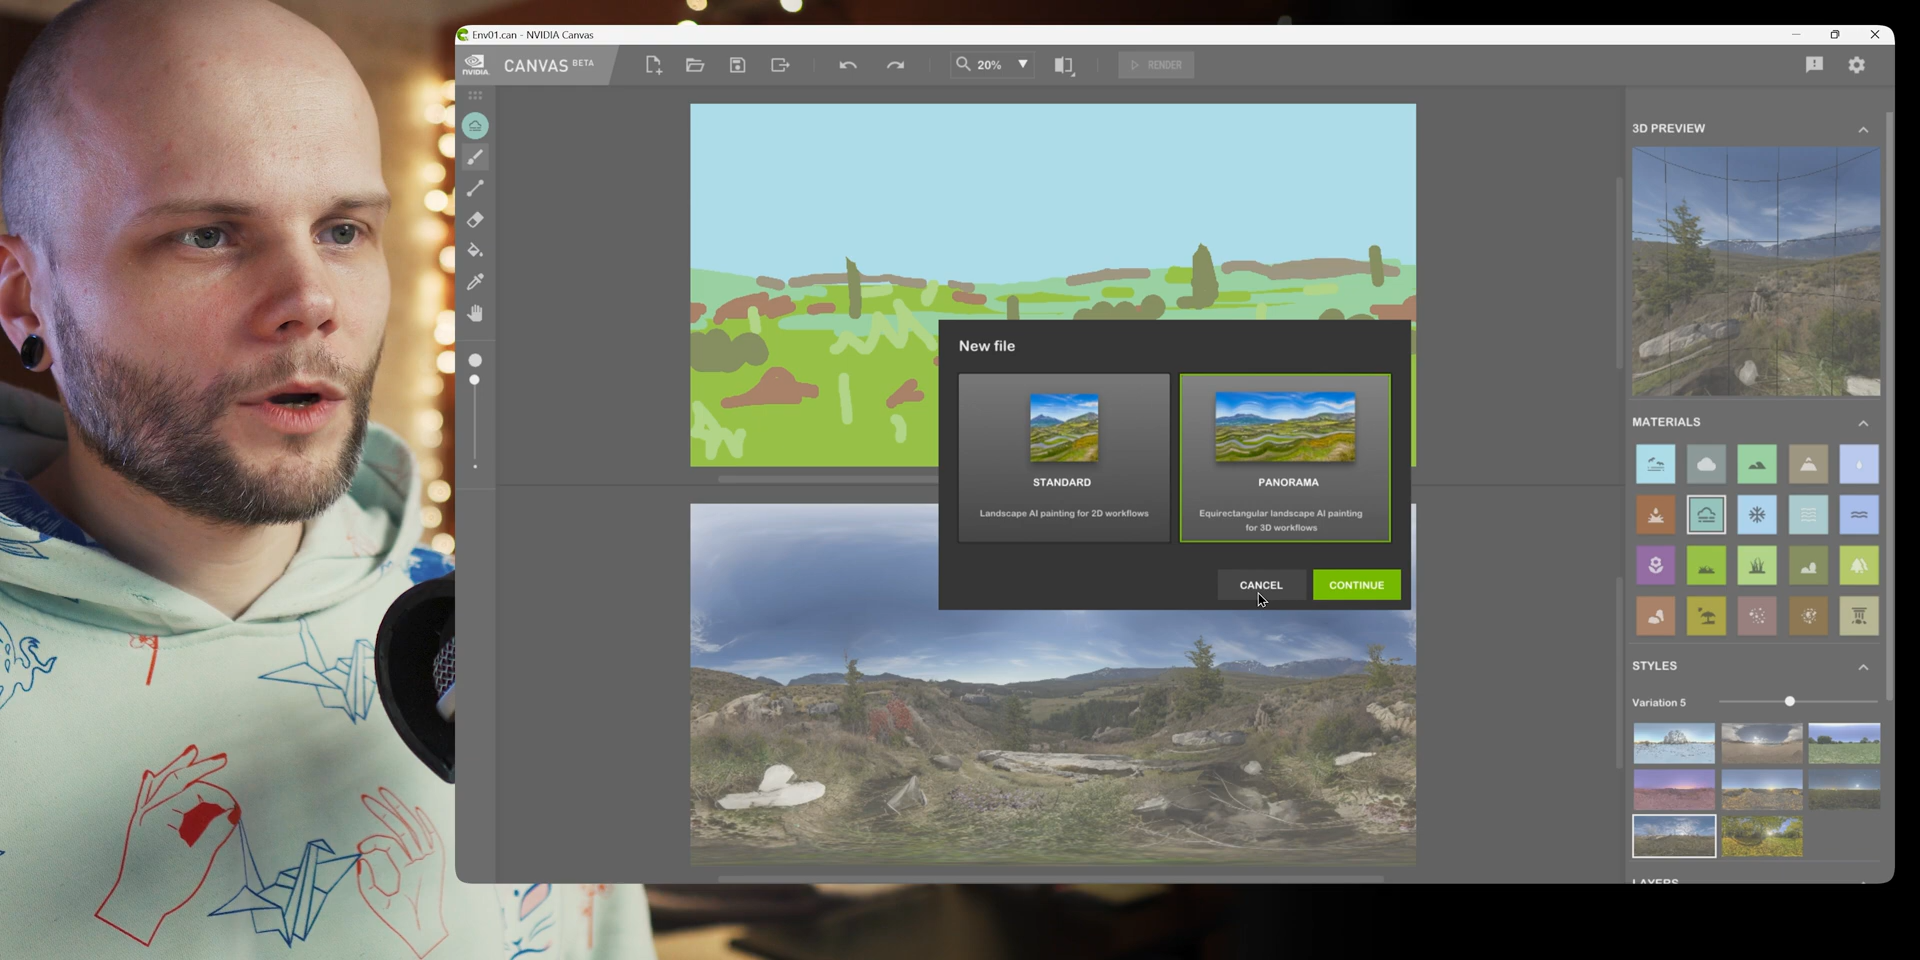 Env01.can - NVIDIA Canvas
NVIDIA.
CANVAS BETA
20%
RENDER
3D PREVIEW
New file
STANDARD
Landscape AI painting for 2D workflows
PANORAMA
Equirectangular landscape AI painting
for 3D workflows
CANCEL
CONTINUE
MATERIALS
STYLES
Variation 5
LAYERS